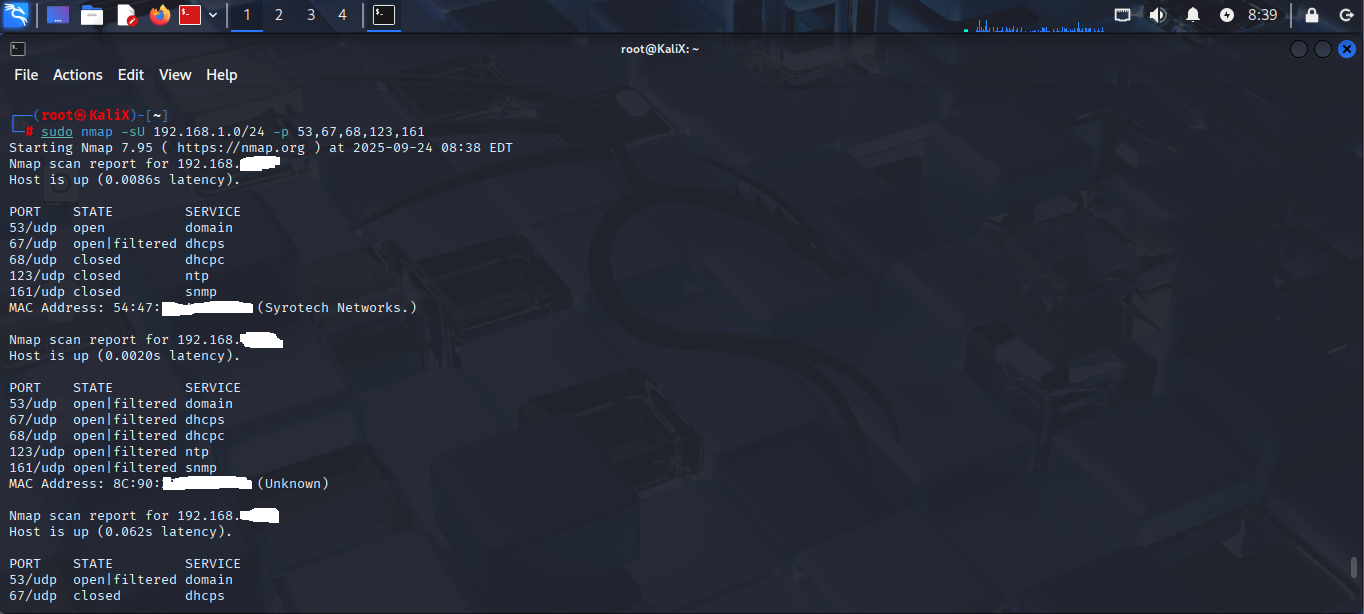 1 2 3 4 8:39
root@KaliX: ~
File Actions Edit View Help
┌──(root㉿KaliX)-[~]
└─# sudo nmap -sU 192.168.1.0/24 -p 53,67,68,123,161
Starting Nmap 7.95 ( https://nmap.org ) at 2025-09-24 08:38 EDT
Nmap scan report for 192.168.
Host is up (0.0086s latency).
PORT STATE SERVICE
53/udp open domain
67/udp open|filtered dhcps
68/udp closed dhcpc
123/udp closed ntp
161/udp closed snmp
MAC Address: 54:47: (Syrotech Networks.)
Nmap scan report for 192.168.
Host is up (0.0020s latency).
PORT STATE SERVICE
53/udp open|filtered domain
67/udp open|filtered dhcps
68/udp open|filtered dhcpc
123/udp open|filtered ntp
161/udp open|filtered snmp
MAC Address: 8C:90: (Unknown)
Nmap scan report for 192.168.
Host is up (0.062s latency).
PORT STATE SERVICE
53/udp open|filtered domain
67/udp closed dhcps